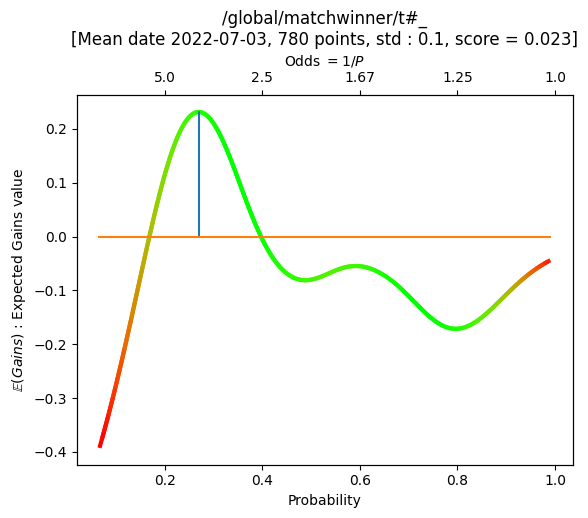 /global/matchwinner/t#_
[Mean date 2022-07-03, 780 points, std : 0.1, score = 0.023]
Odds = 1/P
5.0 2.5 1.67 1.25 1.0
0.2
0.1
0.0
−0.1
−0.2
−0.3
−0.4
𝔼(Gains) : Expected Gains value
0.2 0.4 0.6 0.8 1.0
Probability